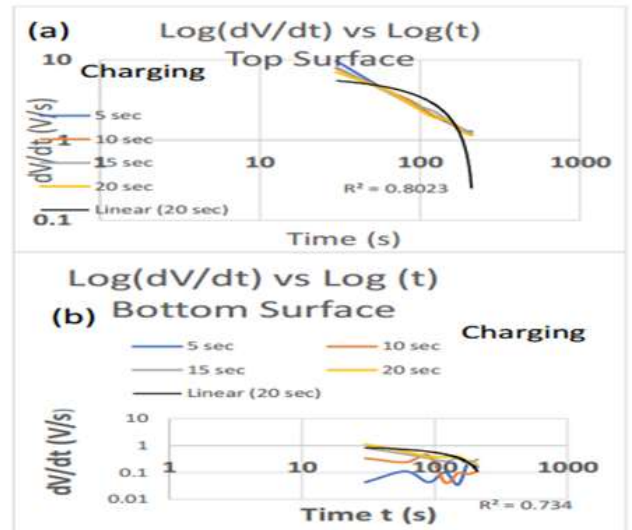 (a)
Log(dV/dt) vs Log(t)
Top Surface
Charging
10
1
0.1
dV/dt (V/s)
5 sec
10 sec
15 sec
20 sec
Linear (20 sec)
1
10
100
1000
R² = 0.8023
Time (s)
Log(dV/dt) vs Log (t)
(b) Bottom Surface
Charging
5 sec
10 sec
15 sec
20 sec
Linear (20 sec)
dV/dt (V/s)
10
1
0.1
0.01
1
10
100
1000
R² = 0.734
Time t (s)